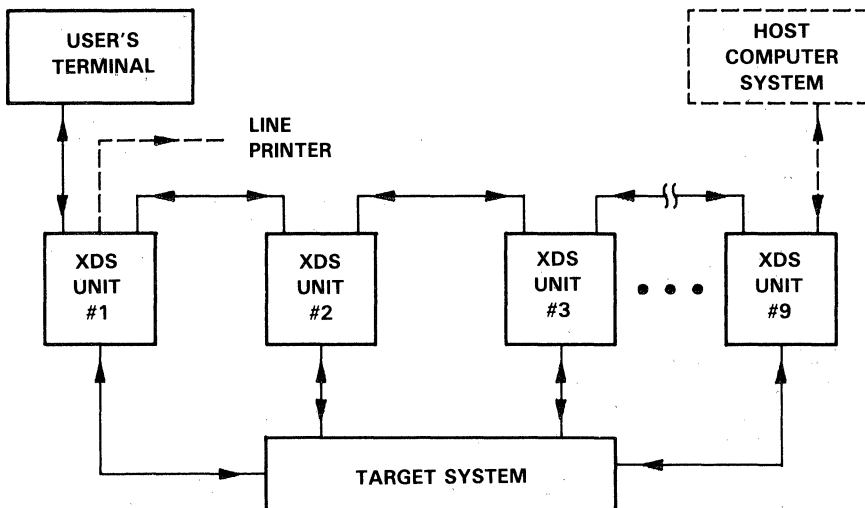 USER'S
TERMINAL
HOST
COMPUTER
SYSTEM
LINE
PRINTER
XDS
UNIT
#1
XDS
UNIT
#2
XDS
UNIT
#3
XDS
UNIT
#9
TARGET SYSTEM